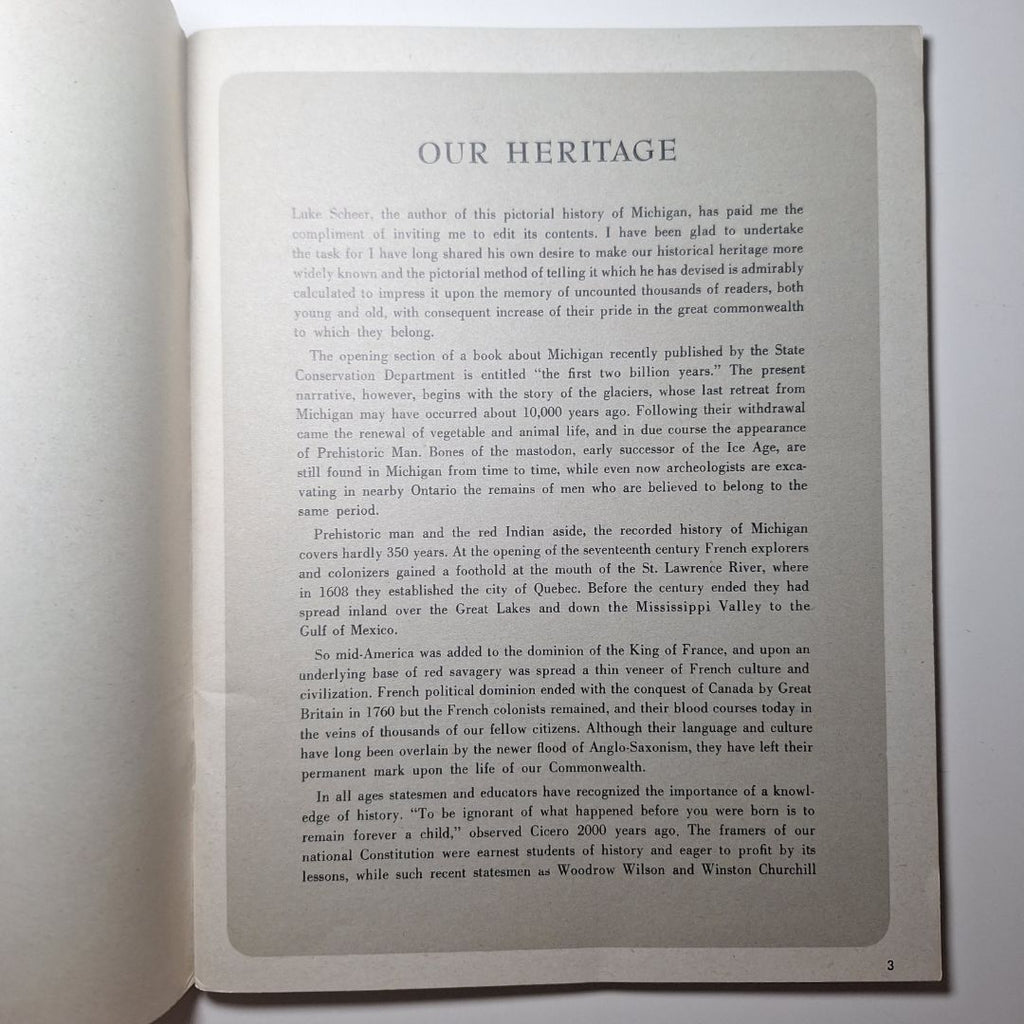 OUR HERITAGE
Luke Scheer, the author of this pictorial history of Michigan, has paid me the
compliment of inviting me to edit its contents. I have been glad to undertake
the task for I have long shared his own desire to make our historical heritage more
widely known and the pictorial method of telling it which he has devised is admirably
calculated to impress it upon the memory of uncounted thousands of readers, both
young and old, with consequent increase of their pride in the great commonwealth
to which they belong.
The opening section of a book about Michigan recently published by the State
Conservation Department is entitled “the first two billion years.” The present
narrative, however, begins with the story of the glaciers, whose last retreat from
Michigan may have occurred about 10,000 years ago. Following their withdrawal
came the renewal of vegetable and animal life, and in due course the appearance
of Prehistoric Man. Bones of the mastodon, early successor of the Ice Age, are
still found in Michigan from time to time, while even now archeologists are exca-
vating in nearby Ontario the remains of men who are believed to belong to the
same period.
Prehistoric man and the red Indian aside, the recorded history of Michigan
covers hardly 350 years. At the opening of the seventeenth century French explorers
and colonizers gained a foothold at the mouth of the St. Lawrence River, where
in 1608 they established the city of Quebec. Before the century ended they had
spread inland over the Great Lakes and down the Mississippi Valley to the
Gulf of Mexico.
So mid-America was added to the dominion of the King of France, and upon an
underlying base of red savagery was spread a thin veneer of French culture and
civilization. French political dominion ended with the conquest of Canada by Great
Britain in 1760 but the French colonists remained, and their blood courses today in
the veins of thousands of our fellow citizens. Although their language and culture
have long been overlain by the newer flood of Anglo-Saxonism, they have left their
permanent mark upon the life of our Commonwealth.
In all ages statesmen and educators have recognized the importance of a knowl-
edge of history. “To be ignorant of what happened before you were born is to
remain forever a child,” observed Cicero 2000 years ago. The framers of our
national Constitution were earnest students of history and eager to profit by its
lessons, while such recent statesmen as Woodrow Wilson and Winston Churchill
3